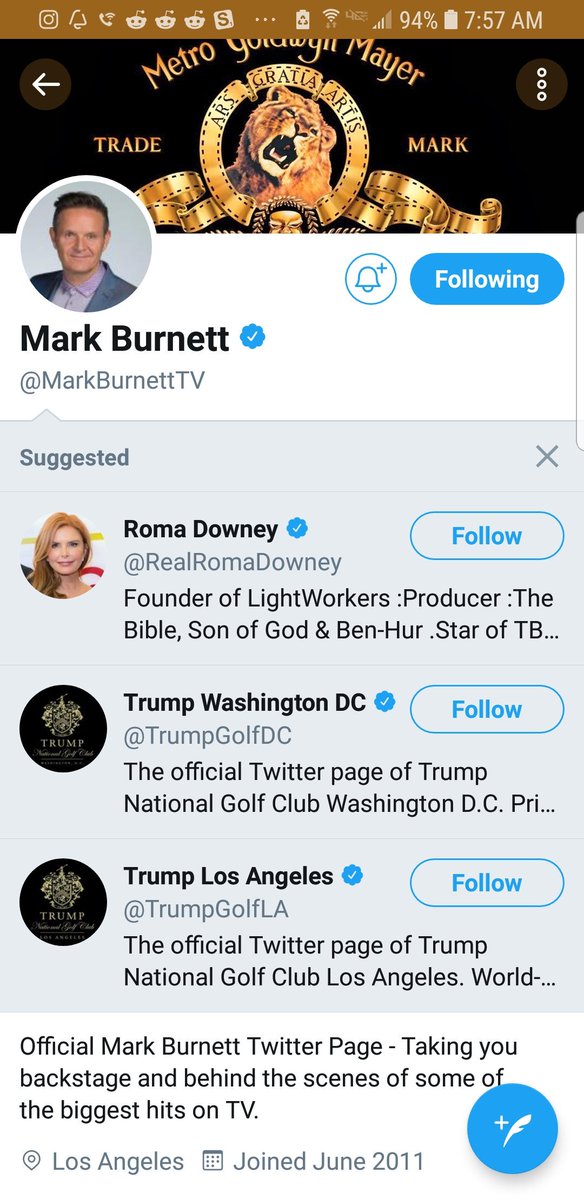 94% 7:57 AM
Metro Goldwyn Mayer
ARS GRATIA ARTIS
TRADE MARK
Following
Mark Burnett
@MarkBurnettTV
Suggested
Roma Downey
@RealRomaDowney
Follow
Founder of LightWorkers :Producer :The
Bible, Son of God & Ben-Hur .Star of TB...
Trump Washington DC
@TrumpGolfDC
Follow
TRUMP
National Golf Club
WASHINGTON, D.C.
The official Twitter page of Trump
National Golf Club Washington D.C. Pri...
Trump Los Angeles
@TrumpGolfLA
Follow
TRUMP
National Golf Club
LOS ANGELES
The official Twitter page of Trump
National Golf Club Los Angeles. World-...
Official Mark Burnett Twitter Page - Taking you
backstage and behind the scenes of some of
the biggest hits on TV.
Los Angeles Joined June 2011